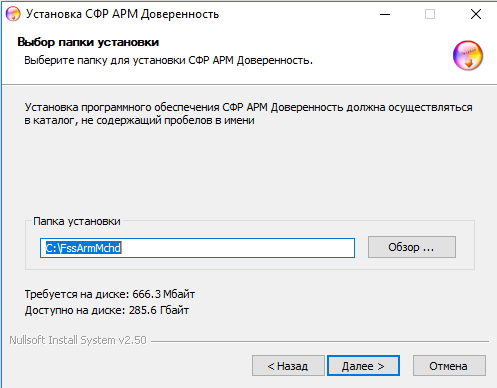 Установка СФР АРМ Доверенность
Выбор папки установки
Выберите папку для установки СФР АРМ Доверенность.
Установка программного обеспечения СФР АРМ Доверенность должна осуществляться
в каталог, не содержащий пробелов в имени
Папка установки
C:\FssArmMchd
Обзор ...
Требуется на диске: 666.3 Мбайт
Доступно на диске: 285.6 Гбайт
Nullsoft Install System v2.50
< Назад
Далее >
Отмена